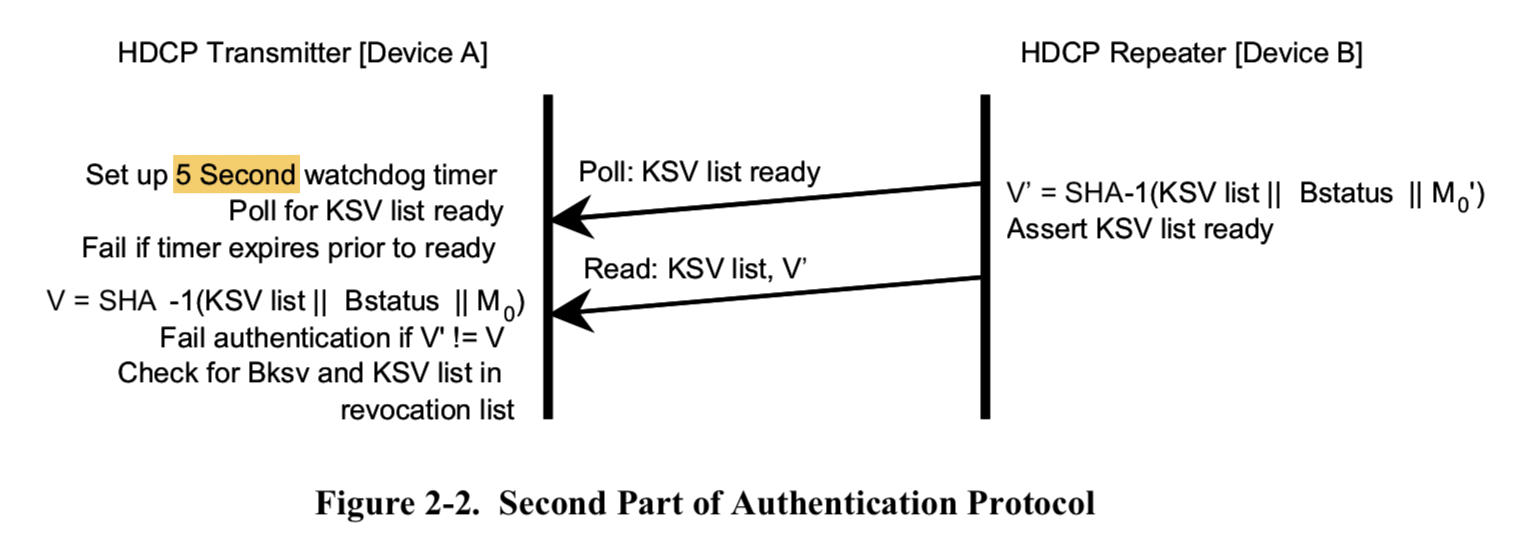 HDCP Transmitter [Device A]
HDCP Repeater [Device B]
Set up 5 Second watchdog timer
Poll for KSV list ready
Fail if timer expires prior to ready
V = SHA -1(KSV list || Bstatus || M0)
Fail authentication if V' != V
Check for Bksv and KSV list in
revocation list
Poll: KSV list ready
Read: KSV list, V’
V’ = SHA-1(KSV list || Bstatus || M0')
Assert KSV list ready
Figure 2-2. Second Part of Authentication Protocol